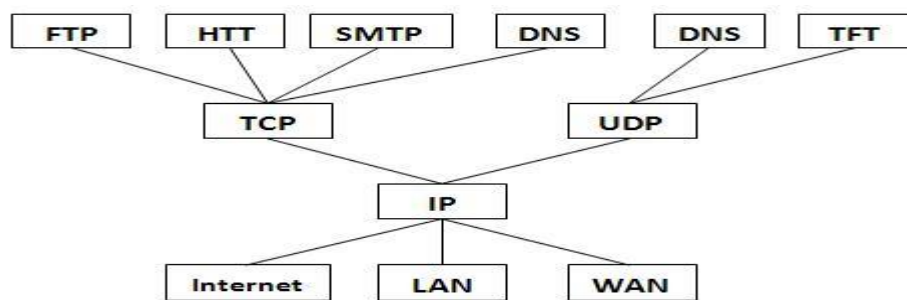 FTP HTT SMTP DNS DNS TFT
TCP UDP
IP
Internet LAN WAN